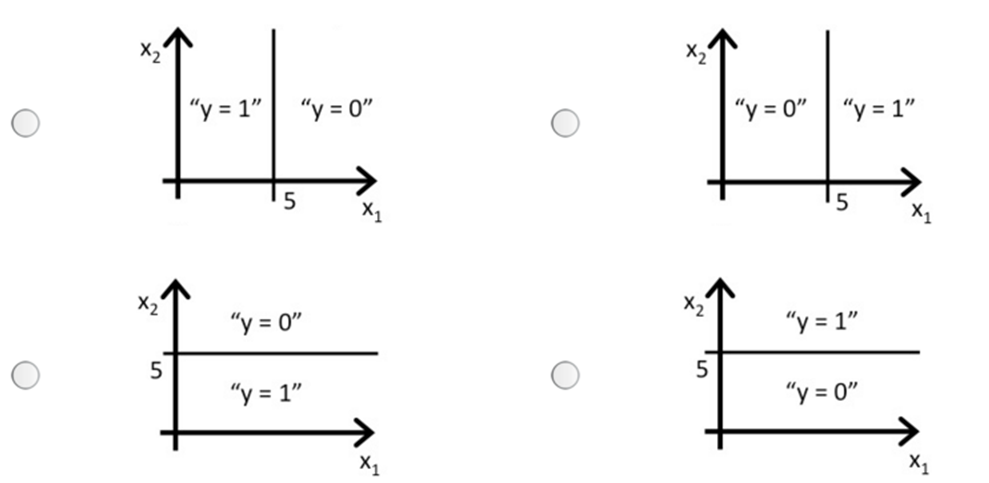 x₂
“y = 1” “y = 0”
5
x₁
x₂
“y = 0” “y = 1”
5
x₁
x₂
“y = 0”
5
“y = 1”
x₁
x₂
“y = 1”
5
“y = 0”
x₁